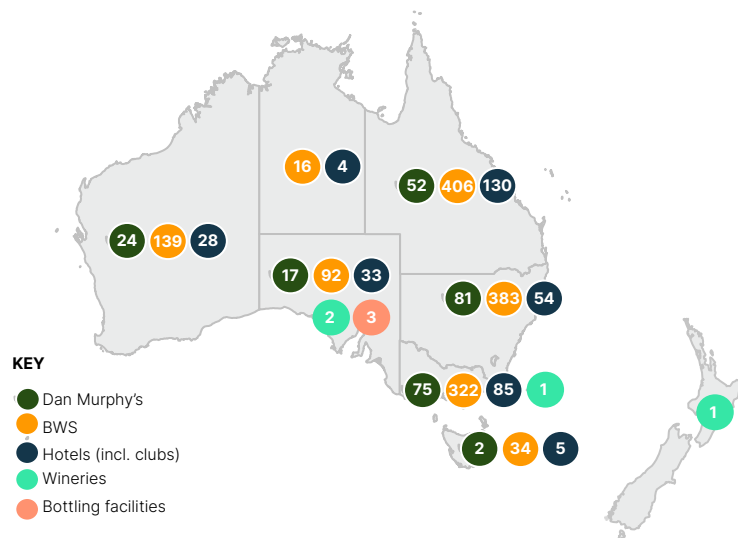 16 4
52 406 130
24 139 28
17 92 33
2 3
81 383 54
75 322 85 1
1
2 34 5
KEY
Dan Murphy's
BWS
Hotels (incl. clubs)
Wineries
Bottling facilities